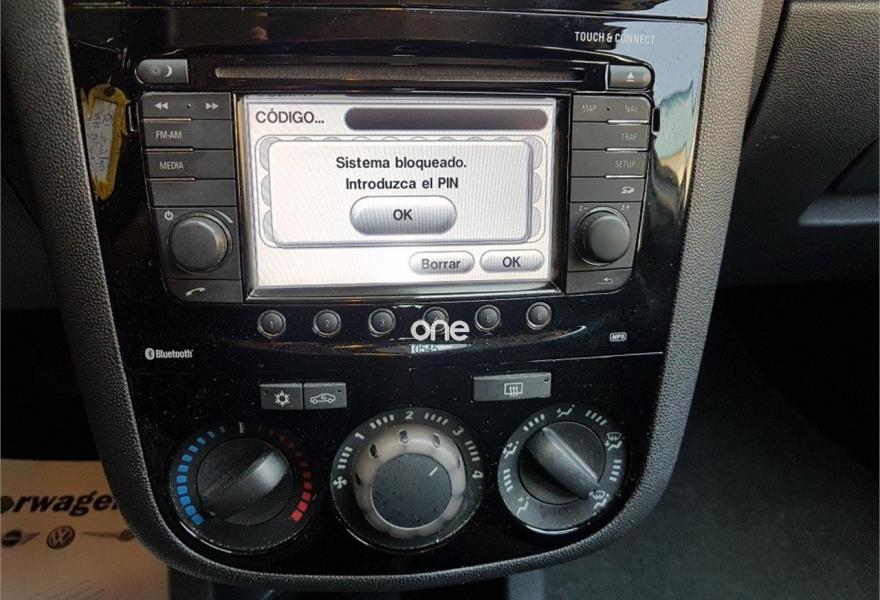 TOUCH & CONNECT
MAP NAV
FM-AM
TRAF
MEDIA
SETUP
CÓDIGO...
Sistema bloqueado.
Introduzca el PIN
OK
Borrar
OK
1 2 3 5 6
one
0545
Bluetooth
MP3
1 2 3 4
orwagen